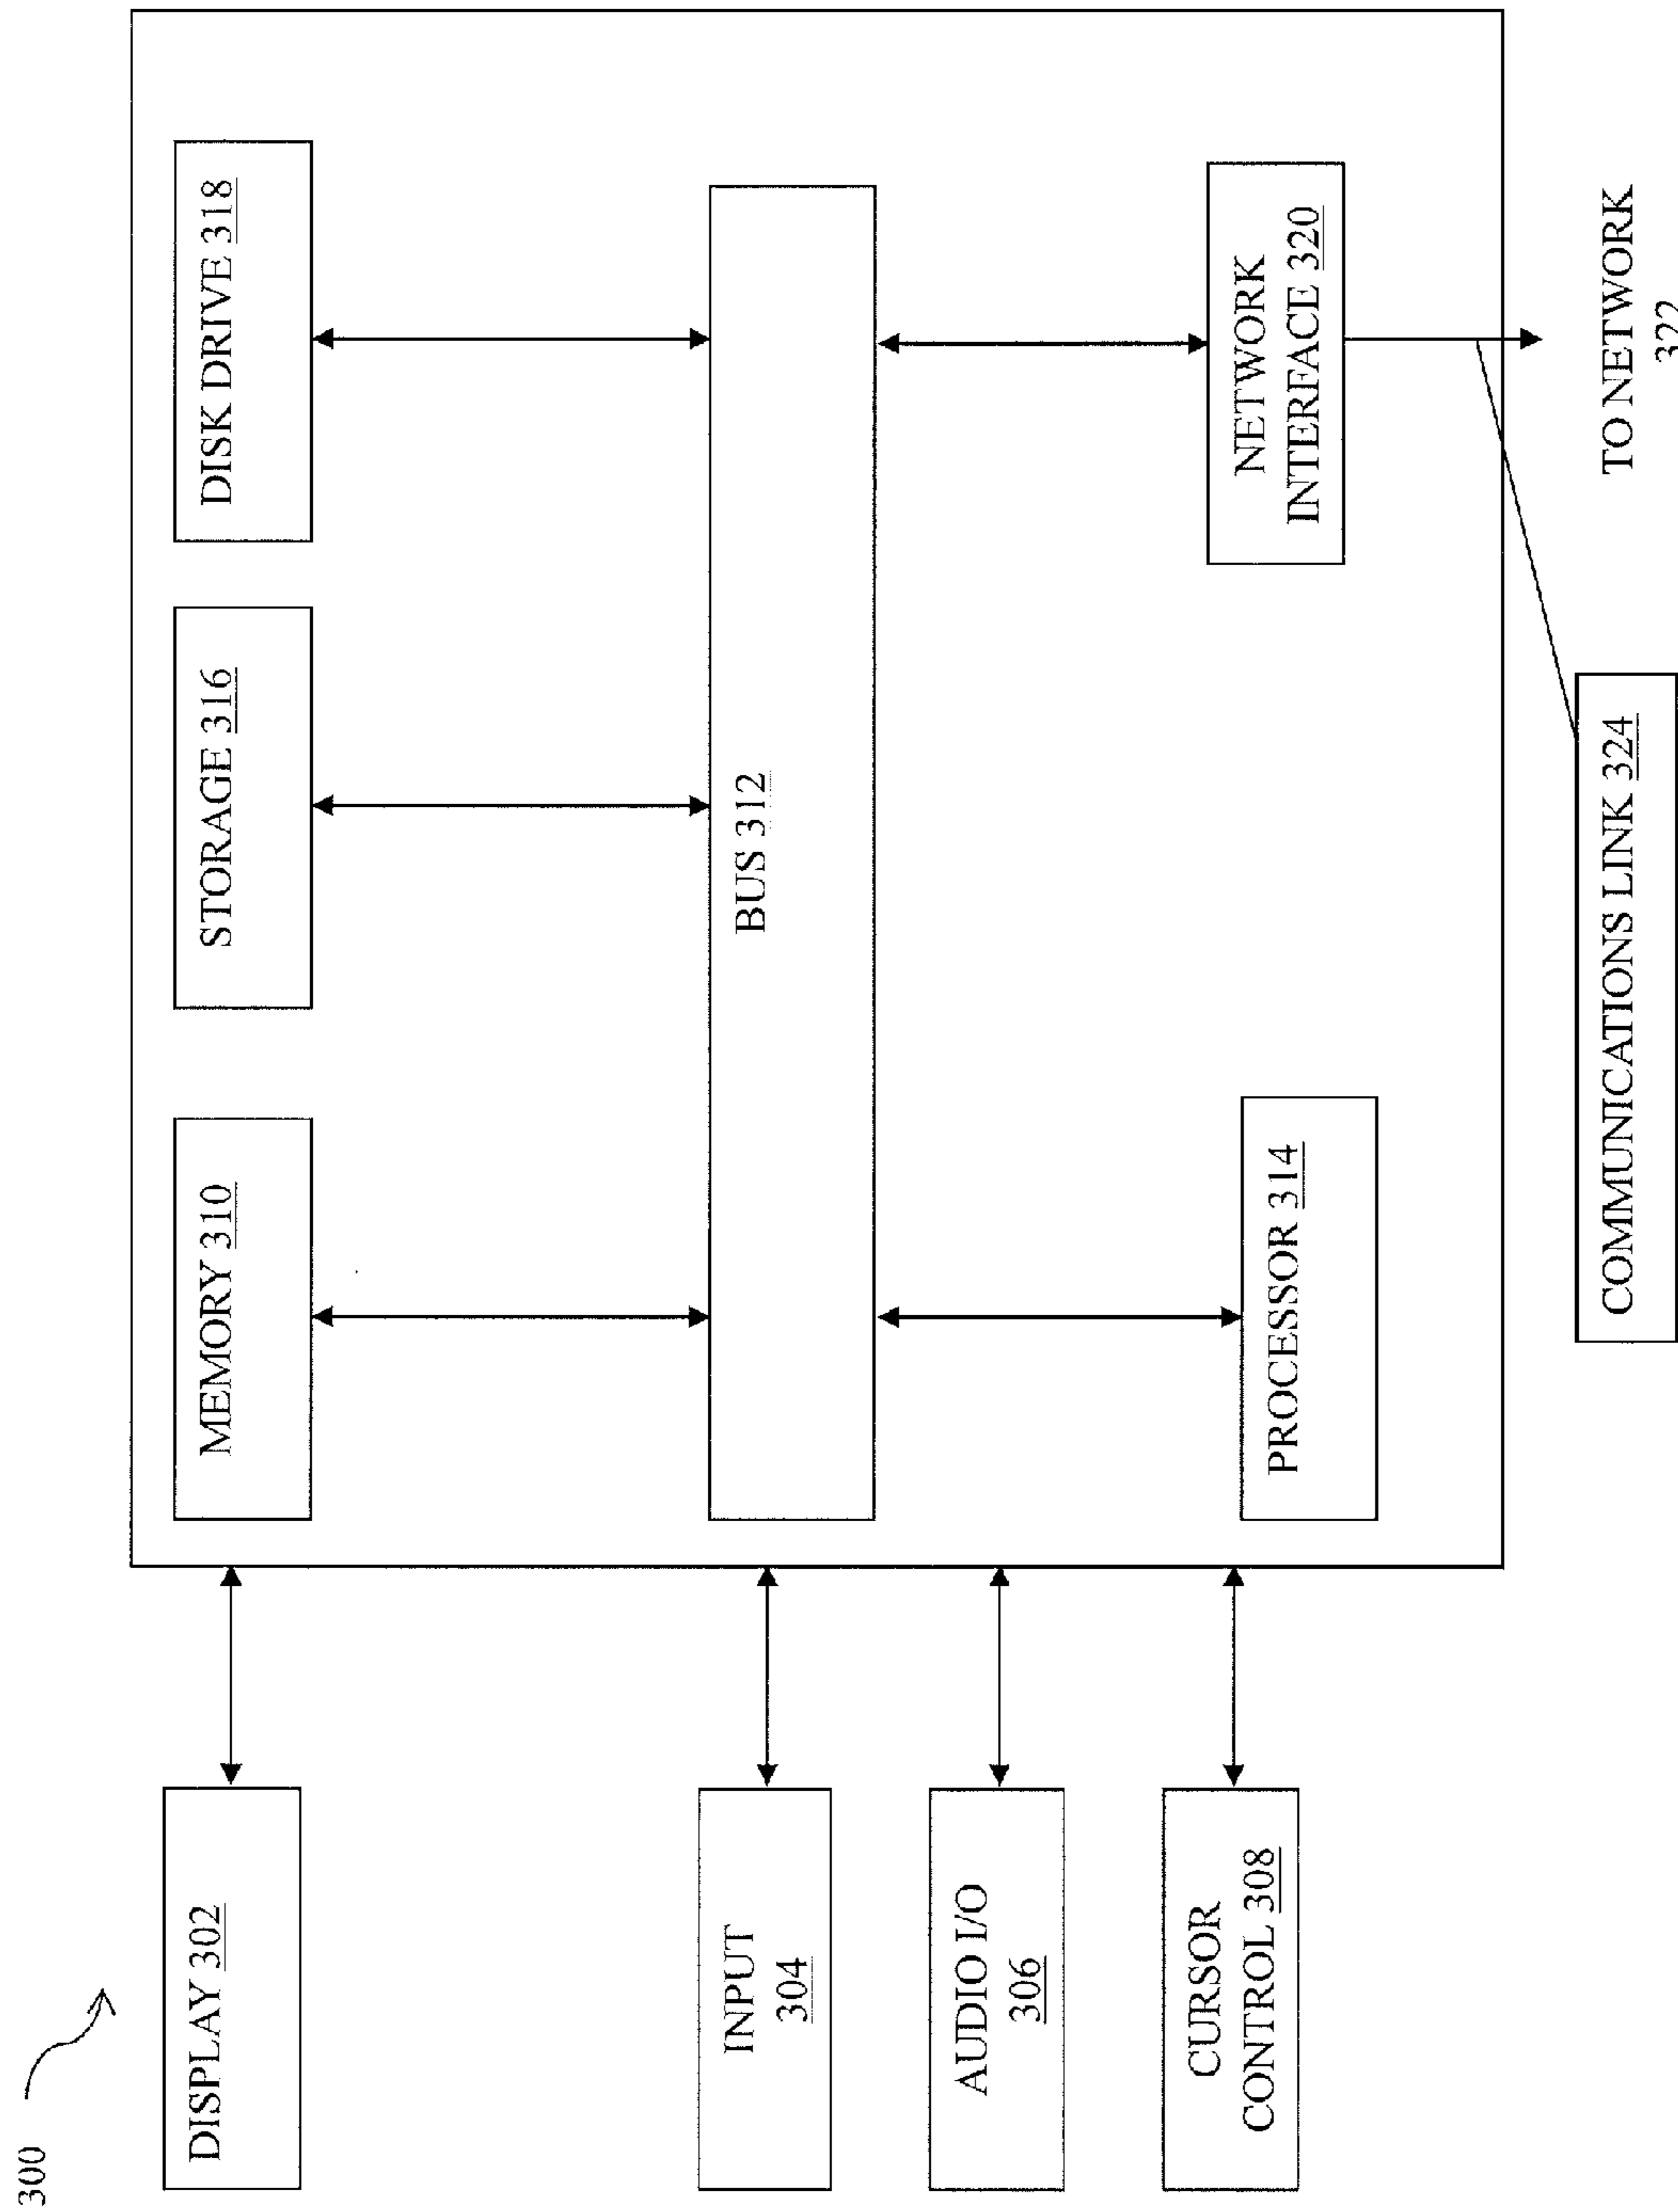 300
DISPLAY 302
INPUT
304
AUDIO I/O
306
CURSOR
CONTROL 308
MEMORY 310
STORAGE 316
DISK DRIVE 318
BUS 312
PROCESSOR 314
NETWORK
INTERFACE 320
COMMUNICATIONS LINK 324
TO NETWORK
322